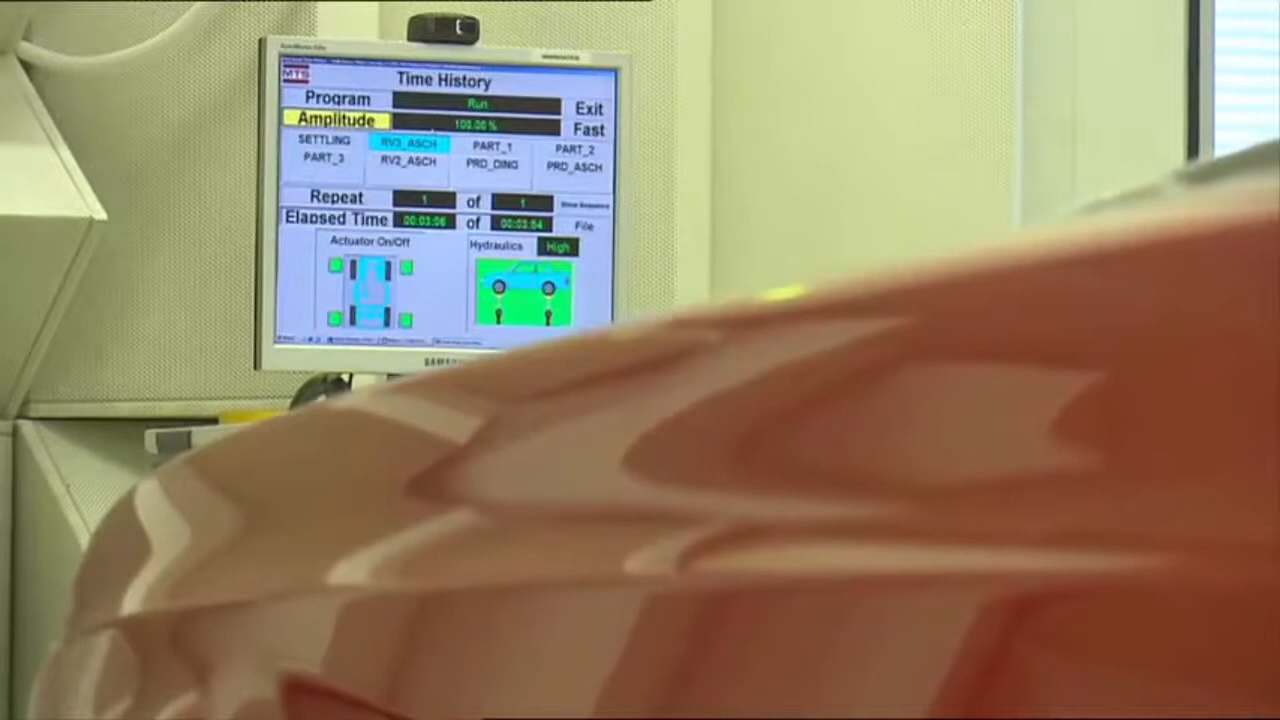 MTS
Time History
Program Run Exit
Amplitude 100.00 % Fast
SETTLING RV3_ASCH PART_1 PART_2
PART_3 RV2_ASCH PRD_DING PRD_ASCH
Repeat 1 of 1 Show Sequence
Elapsed Time 00:03:06 of 00:03:54 File
Actuator On/Off Hydraulics High
SAMSUNG